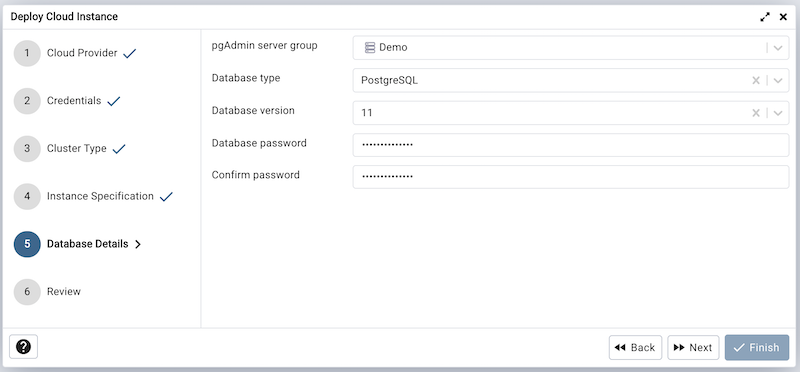 Deploy Cloud Instance
1 Cloud Provider
2 Credentials
3 Cluster Type
4 Instance Specification
5 Database Details
6 Review
pgAdmin server group Demo
Database type PostgreSQL
Database version 11
Database password ••••••••••••••
Confirm password ••••••••••••••
? Back Next Finish